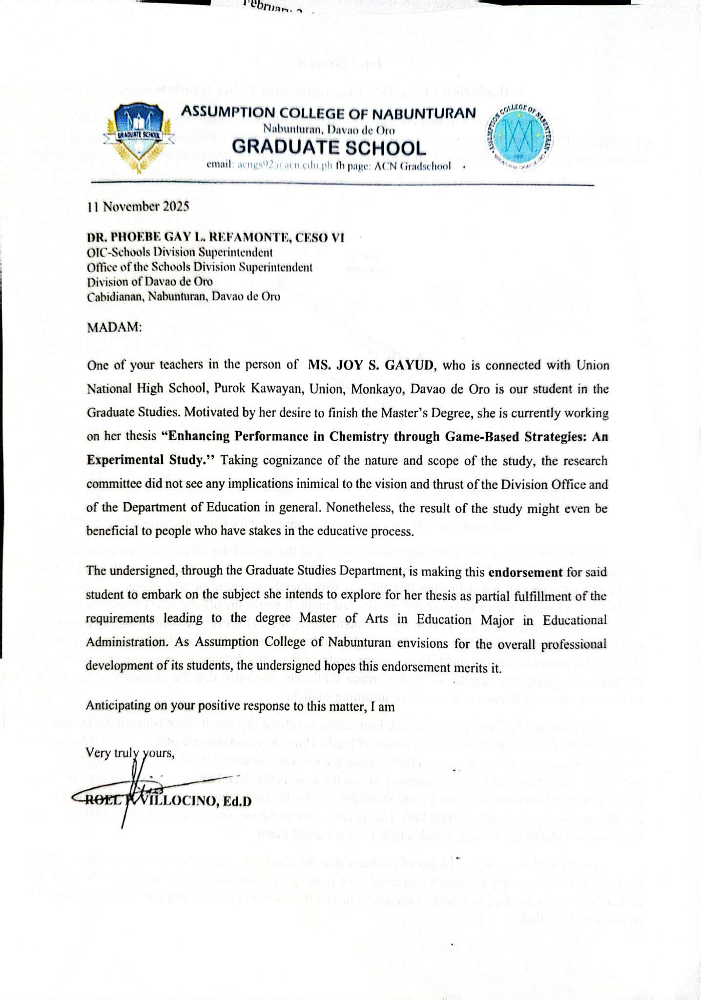 ASSUMPTION COLLEGE OF NABUNTURAN
Nabunturan, Davao de Oro
GRADUATE SCHOOL
email: acngs92@acn.edu.ph fb page: ACN Gradschool
GRADUATE SCHOOL
ASSUMPTION COLLEGE OF NABUNTURAN
11 November 2025
DR. PHOEBE GAY L. REFAMONTE, CESO VI
OIC-Schools Division Superintendent
Office of the Schools Division Superintendent
Division of Davao de Oro
Cabidianan, Nabunturan, Davao de Oro
MADAM:
One of your teachers in the person of MS. JOY S. GAYUD, who is connected with Union
National High School, Purok Kawayan, Union, Monkayo, Davao de Oro is our student in the
Graduate Studies. Motivated by her desire to finish the Master's Degree, she is currently working
on her thesis “Enhancing Performance in Chemistry through Game-Based Strategies: An
Experimental Study.” Taking cognizance of the nature and scope of the study, the research
committee did not see any implications inimical to the vision and thrust of the Division Office and
of the Department of Education in general. Nonetheless, the result of the study might even be
beneficial to people who have stakes in the educative process.
The undersigned, through the Graduate Studies Department, is making this endorsement for said
student to embark on the subject she intends to explore for her thesis as partial fulfillment of the
requirements leading to the degree Master of Arts in Education Major in Educational
Administration. As Assumption College of Nabunturan envisions for the overall professional
development of its students, the undersigned hopes this endorsement merits it.
Anticipating on your positive response to this matter, I am
Very truly yours,
ROEL P. VILLOCINO, Ed.D